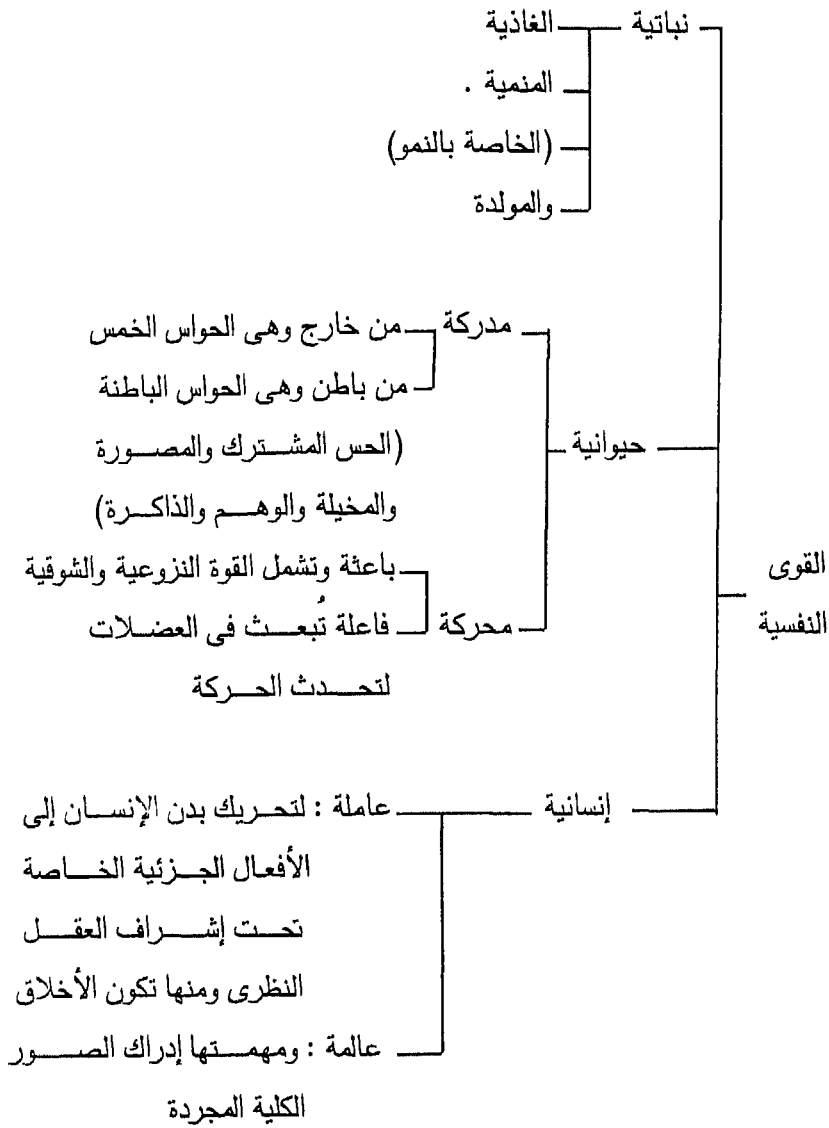 نباتية الغاذية
المنمية .
(الخاصة بالنمو)
والمولدة
مدركة من خارج وهى الحواس الخمس
من باطن وهى الحواس الباطنة
حيوانية (الحس المشترك والمصورة
والمخيلة والوهم والذاكرة)
القوى باعثة وتشمل القوة النزوعية والشوقية
النفسية محركة فاعلة تُبعث فى العضلات
لتحدث الحركة
إنسانية عاملة : لتحريك بدن الإنسان إلى
الأفعال الجزئية الخاصة
تحت إشراف العقل
النظرى ومنها تكون الأخلاق
عالمة : ومهمتها إدراك الصور
الكلية المجردة